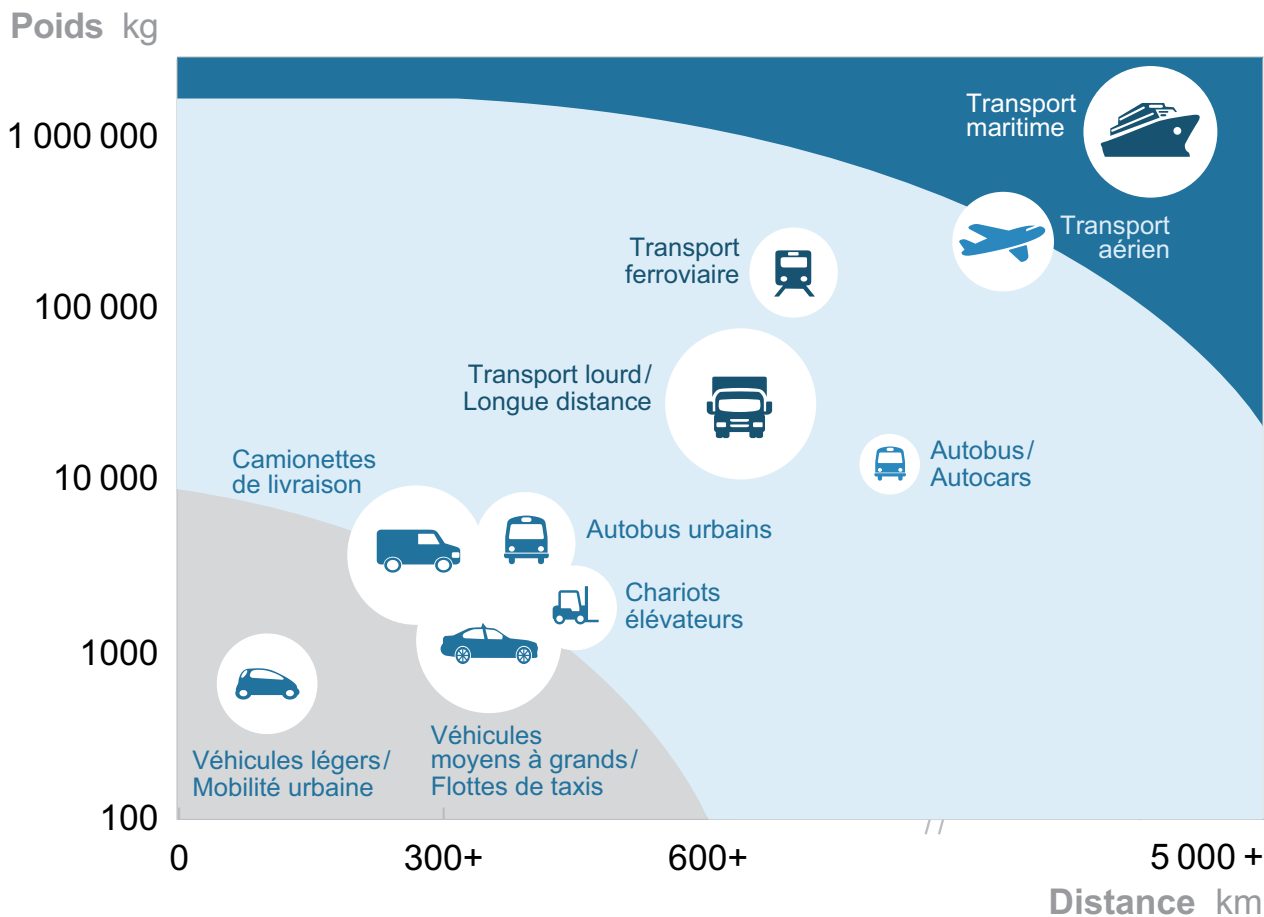 Poids kg
1 000 000
100 000
10 000
1000
100
Transport
maritime
Transport
aérien
Transport
ferroviaire
Transport lourd/
Longue distance
Autobus/
Autocars
Camionettes
de livraison
Autobus urbains
Chariots
élévateurs
Véhicules légers/
Mobilité urbaine
Véhicules
moyens à grands/
Flottes de taxis
0
300+
600+
5 000 +
Distance km